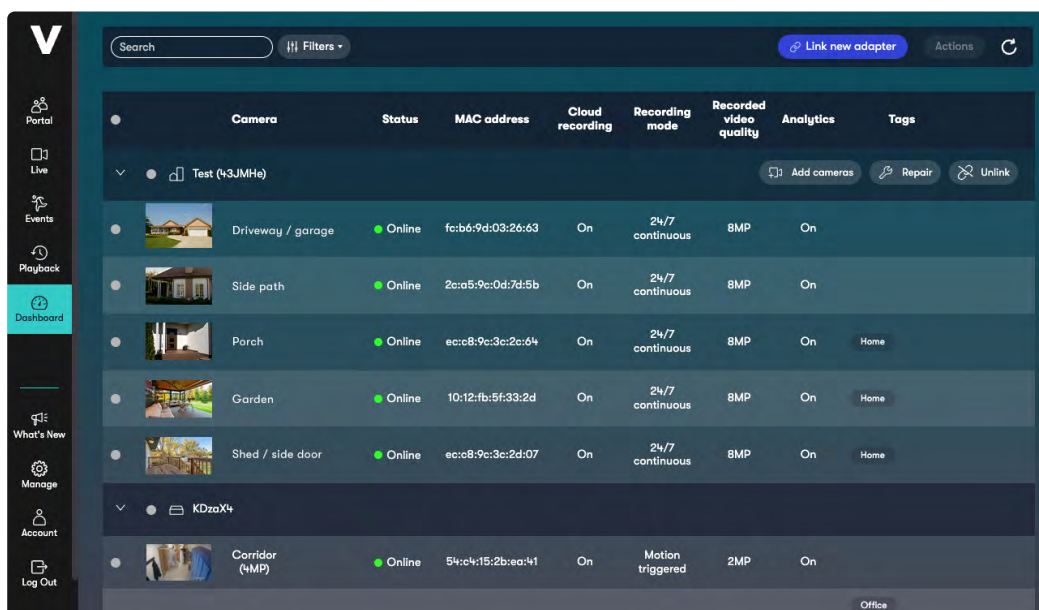 V
Search
Filters
Link new adapter
Actions
Portal
Live
Events
Playback
Dashboard
What's New
Manage
Account
Log Out
Camera
Status
MAC address
Cloud
recording
Recording
mode
Recorded
video
quality
Analytics
Tags
Test (43JMHe)
Add cameras
Repair
Unlink
Driveway / garage
Online
fc:b6:9d:03:26:63
On
24/7
continuous
8MP
On
Side path
Online
2c:a5:9c:0d:7d:5b
On
24/7
continuous
8MP
On
Porch
Online
ec:c8:9c:3c:2c:64
On
24/7
continuous
8MP
On
Home
Garden
Online
10:12:fb:5f:33:2d
On
24/7
continuous
8MP
On
Home
Shed / side door
Online
ec:c8:9c:3c:2d:07
On
24/7
continuous
8MP
On
Home
KDzaX4
Corridor
(4MP)
Online
54:c4:15:2b:ea:41
On
Motion
triggered
2MP
On
Office